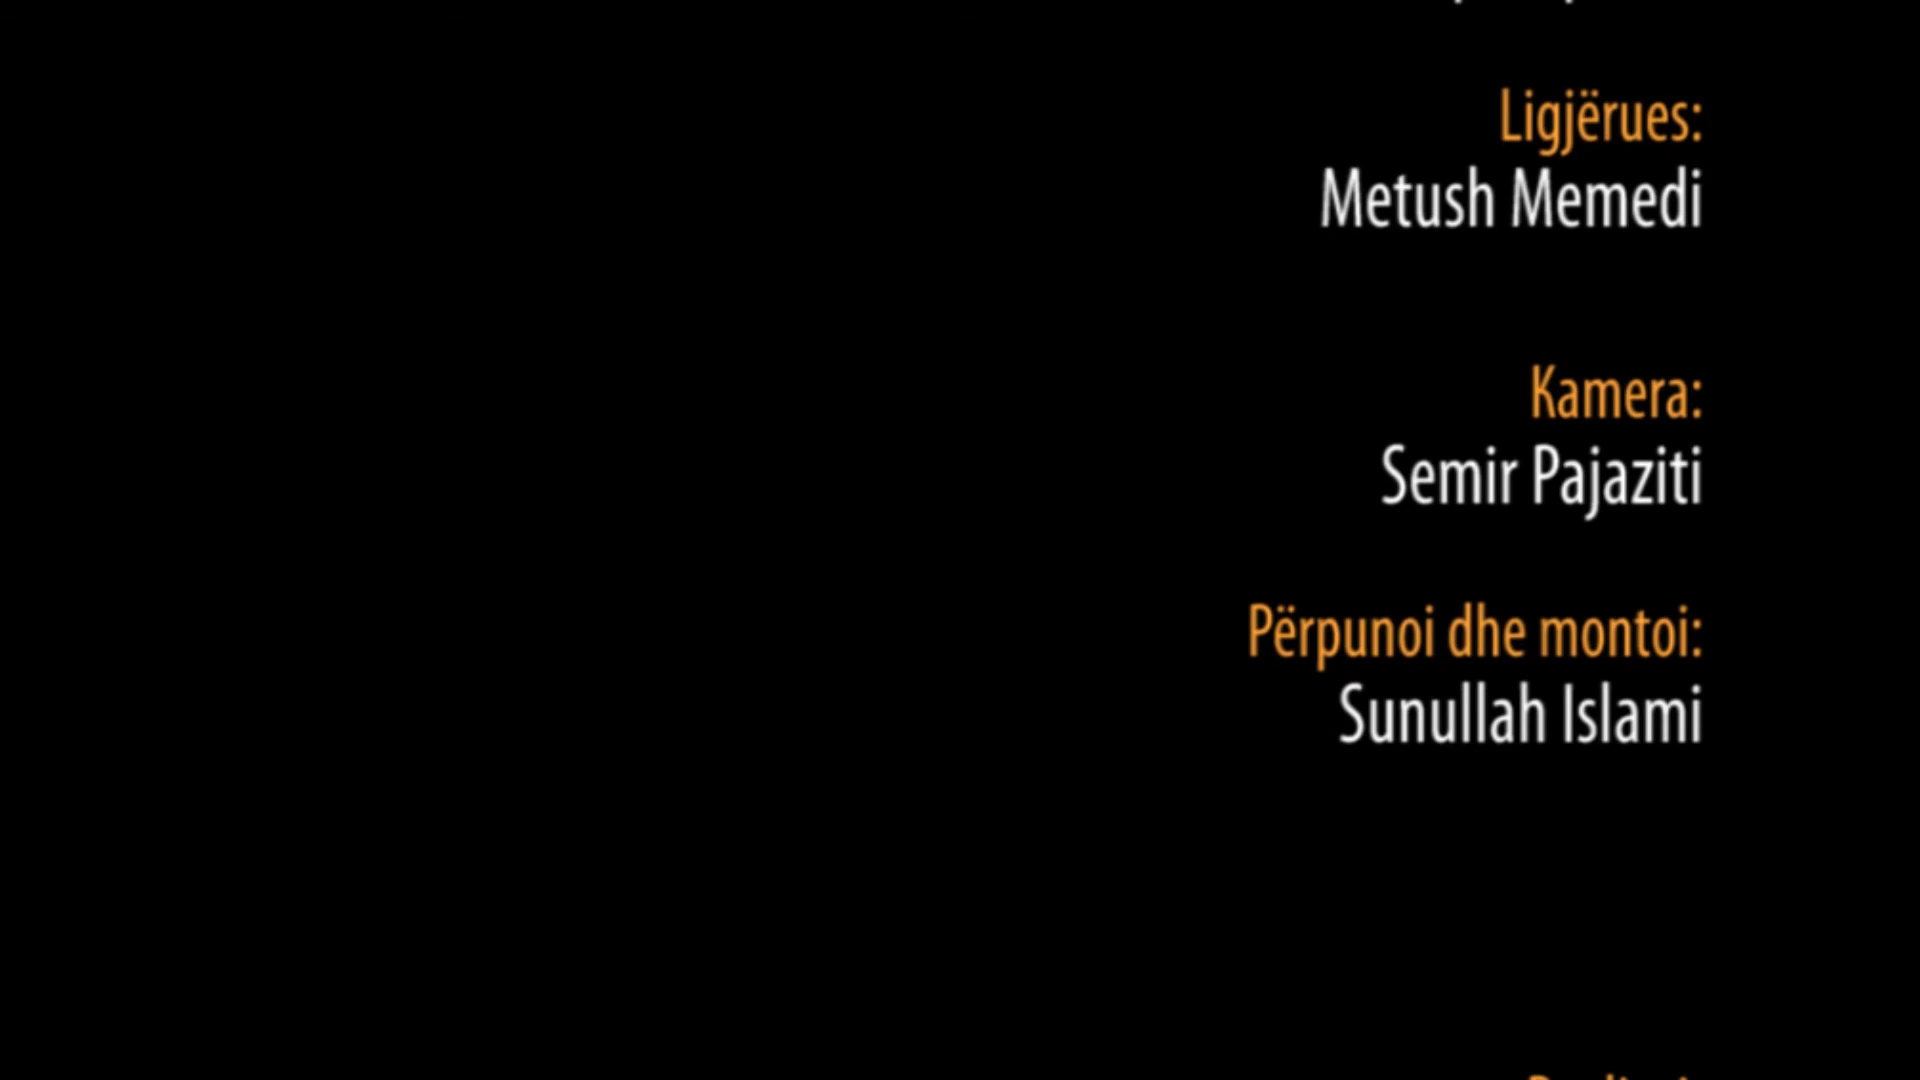 Ligjërues:
Metush Memedi
Kamera:
Semir Pajaziti
Përpunoi dhe montoi:
Sunullah Islami